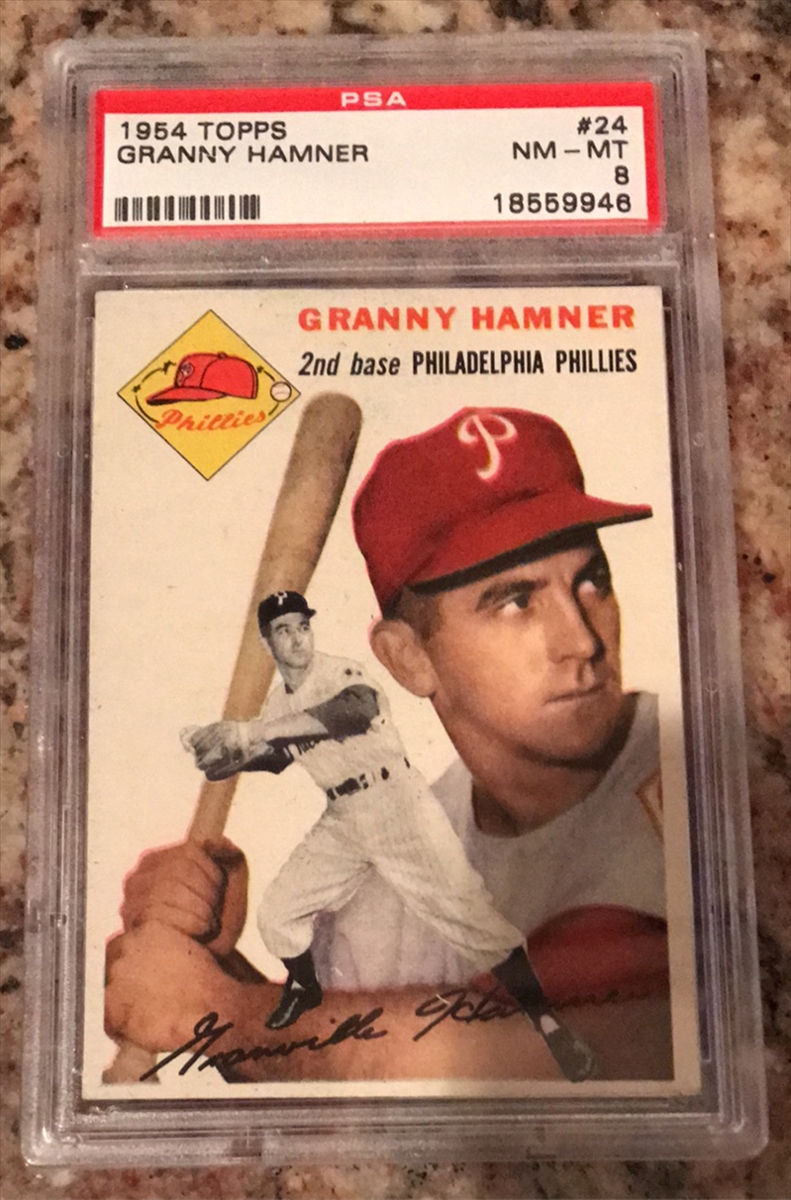 PSA
1954 TOPPS #24
GRANNY HAMNER NM - MT
8
18559946
GRANNY HAMNER
2nd base PHILADELPHIA PHILLIES
Phillies
P
P
Granville Hamner